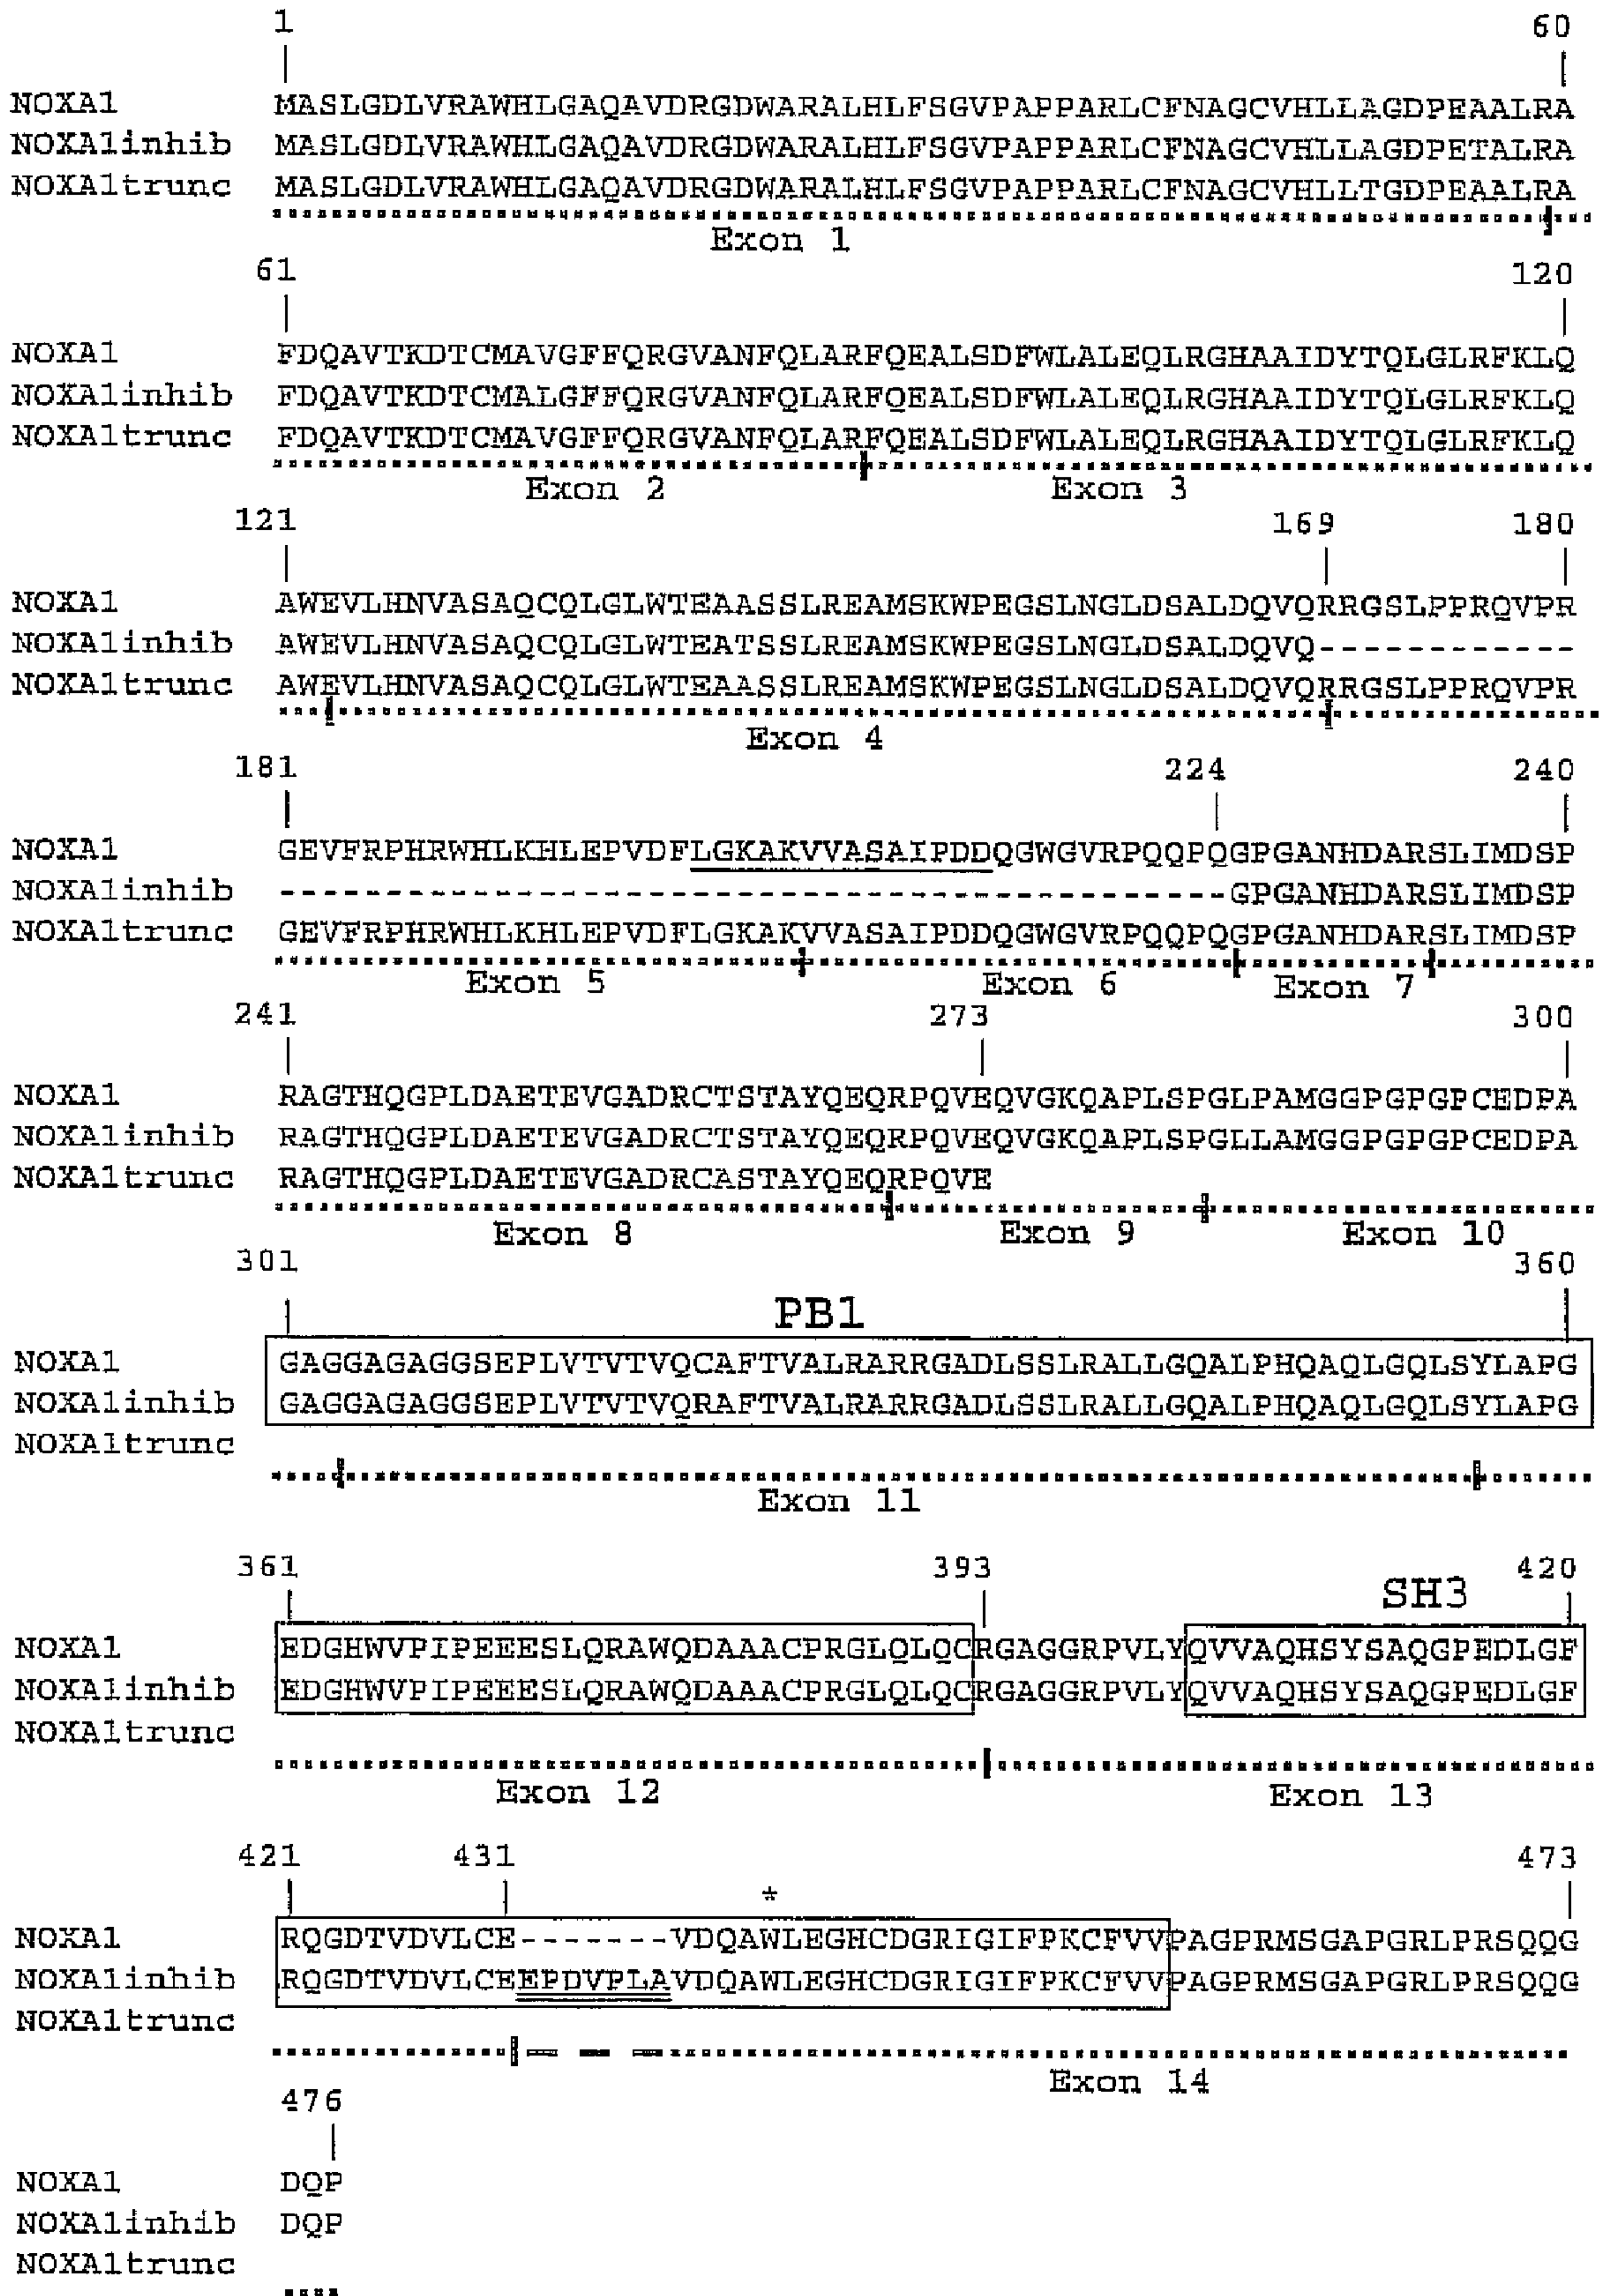 1 60
NOXA1 MASLGDLVRAWHLGAQAVDRGDWARALHLFSGVPAPPARLCFNAGCVHLLAGDPEAALRA
NOXA1inhib MASLGDLVRAWHLGAQAVDRGDWARALHLFSGVPAPPARLCFNAGCVHLLAGDPETALRA
NOXA1trunc MASLGDLVRAWHLGAQAVDRGDWARALHLFSGVPAPPARLCFNAGCVHLLTGDPEAALRA
Exon 1
61 120
NOXA1 FDQAVTKDTCMAVGFFQRGVANFQLARFQEALSDFWLALEQLRGHAAIDYTQLGLRFKLQ
NOXA1inhib FDQAVTKDTCMALGFFQRGVANFQLARFQEALSDFWLALEQLRGHAAIDYTQLGLRFKLQ
NOXA1trunc FDQAVTKDTCMAVGFFQRGVANFQLARFQEALSDFWLALEQLRGHAAIDYTQLGLRFKLQ
Exon 2 Exon 3
121 169 180
NOXA1 AWEVLHNVASAQCQLGLWTEAASSLREAMSKWPEGSLNGLDSALDQVQRRGSLPPRQVPR
NOXA1inhib AWEVLHNVASAQCQLGLWTEATSSLREAMSKWPEGSLNGLDSALDQVQ------------
NOXA1trunc AWEVLHNVASAQCQLGLWTEAASSLREAMSKWPEGSLNGLDSALDQVQRRGSLPPRQVPR
Exon 4
181 224 240
NOXA1 GEVFRPHRWHLKHLEPVDFLGKAKVVASAIPDDQGWGVRPQQPQGPGANHDARSLIMDSP
NOXA1inhib --------------------------------------------GPGANHDARSLIMDSP
NOXA1trunc GEVFRPHRWHLKHLEPVDFLGKAKVVASAIPDDQGWGVRPQQPQGPGANHDARSLIMDSP
Exon 5 Exon 6 Exon 7
241 273 300
NOXA1 RAGTHQGPLDAETEVGADRCTSTAYQEQRPQVEQVGKQAPLSPGLPAMGGPGPGPCEDPA
NOXA1inhib RAGTHQGPLDAETEVGADRCTSTAYQEQRPQVEQVGKQAPLSPGLLAMGGPGPGPCEDPA
NOXA1trunc RAGTHQGPLDAETEVGADRCASTAYQEQRPQVE
Exon 8 Exon 9 Exon 10
301 360
PB1
NOXA1 GAGGAGAGGSEPLVTVTVQCAFTVALRARRGADLSSLRALLGQALPHQAQLGQLSYLAPG
NOXA1inhib GAGGAGAGGSEPLVTVTVQRAFTVALRARRGADLSSLRALLGQALPHQAQLGQLSYLAPG
NOXA1trunc
Exon 11
361 393 420
SH3
NOXA1 EDGHWVPIPEEESLQRAWQDAAACPRGLQLQCRGAGGRPVLYQVVAQHSYSAQGPEDLGF
NOXA1inhib EDGHWVPIPEEESLQRAWQDAAACPRGLQLQCRGAGGRPVLYQVVAQHSYSAQGPEDLGF
NOXA1trunc
Exon 12 Exon 13
421 431 473
*
NOXA1 RQGDTVDVLCE-------VDQAWLEGHCDGRIGIFPKCFVVPAGPRMSGAPGRLPRSQQG
NOXA1inhib RQGDTVDVLCEEPDVPLAVDQAWLEGHCDGRIGIFPKCFVVPAGPRMSGAPGRLPRSQQG
NOXA1trunc
Exon 14
476
NOXA1 DQP
NOXA1inhib DQP
NOXA1trunc